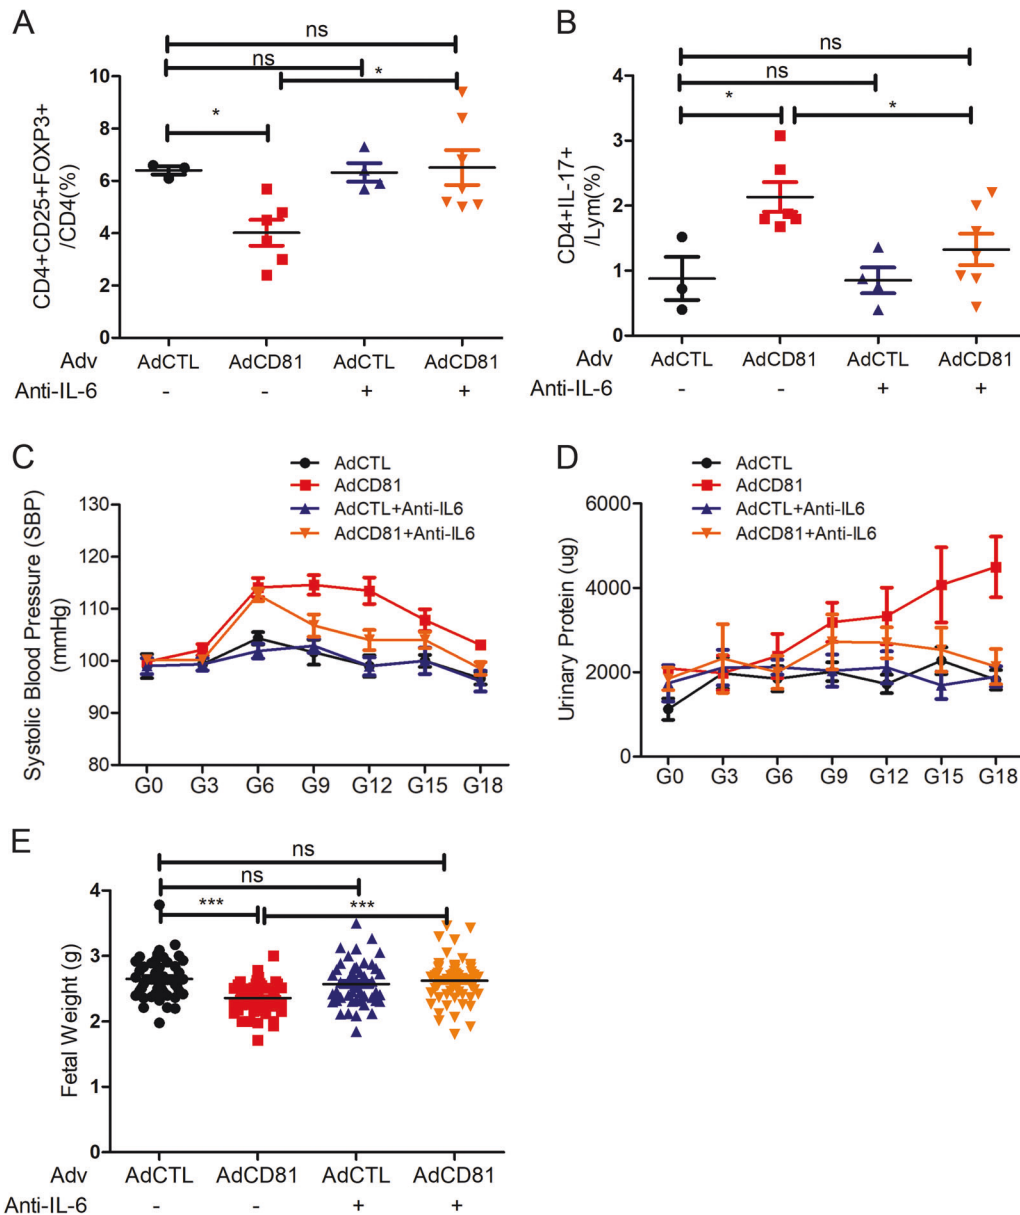 A
ns
ns
*
*
CD4+CD25+FOXP3+
/CD4(%)
10
8
6
4
2
0
Adv AdCTL AdCD81 AdCTL AdCD81
Anti-IL-6 - - + +
B
ns
ns
*
*
CD4+IL-17+
/Lym(%)
4
3
2
1
0
Adv AdCTL AdCD81 AdCTL AdCD81
Anti-IL-6 - - + +
C
AdCTL
AdCD81
AdCTL+Anti-IL6
AdCD81+Anti-IL6
Systolic Blood Pressure (SBP)
(mmHg)
130
120
110
100
90
80
G0 G3 G6 G9 G12 G15 G18
D
AdCTL
AdCD81
AdCTL+Anti-IL6
AdCD81+Anti-IL6
Urinary Protein (ug)
6000
4000
2000
0
G0 G3 G6 G9 G12 G15 G18
E
ns
ns
*** ***
Fetal Weight (g)
4
3
2
1
0
Adv AdCTL AdCD81 AdCTL AdCD81
Anti-IL-6 - - + +